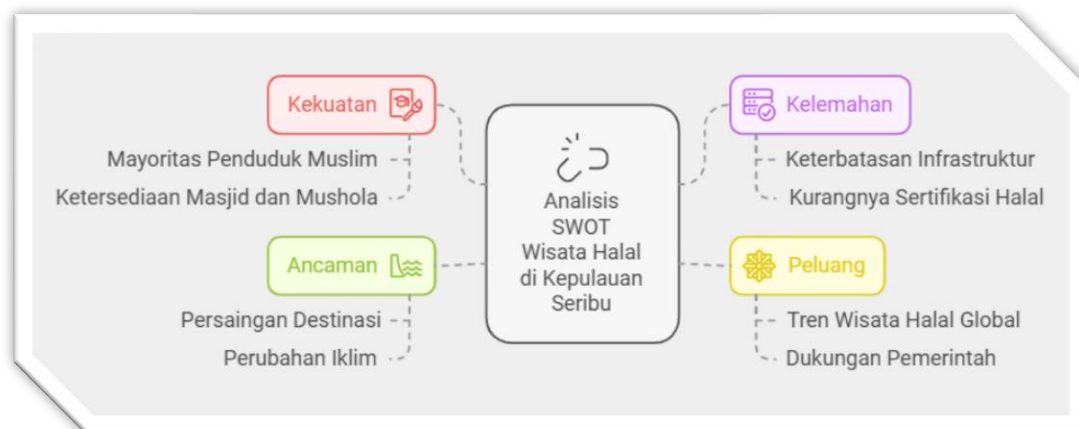 Kekuatan
Mayoritas Penduduk Muslim
Ketersediaan Masjid dan Mushola
Ancaman
Persaingan Destinasi
Perubahan Iklim
Analisis
SWOT
Wisata Halal
di Kepulauan
Seribu
Kelemahan
Keterbatasan Infrastruktur
Kurangnya Sertifikasi Halal
Peluang
Tren Wisata Halal Global
Dukungan Pemerintah